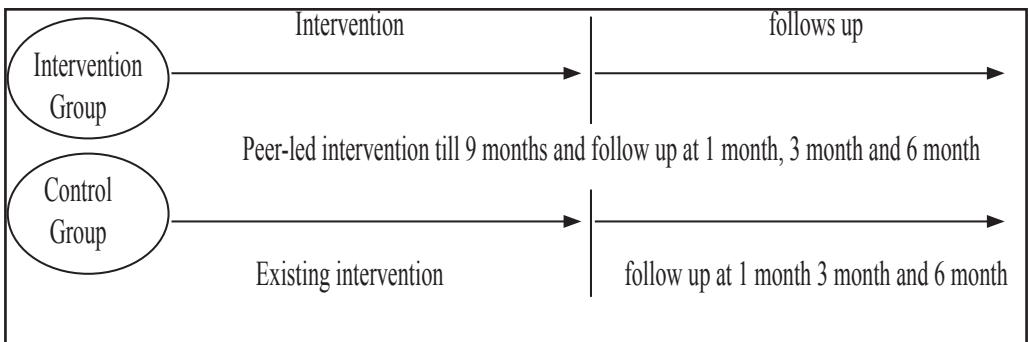 Intervention follows up
Intervention
Group
Peer-led intervention till 9 months and follow up at 1 month, 3 month and 6 month
Control
Group
Existing intervention follow up at 1 month 3 month and 6 month